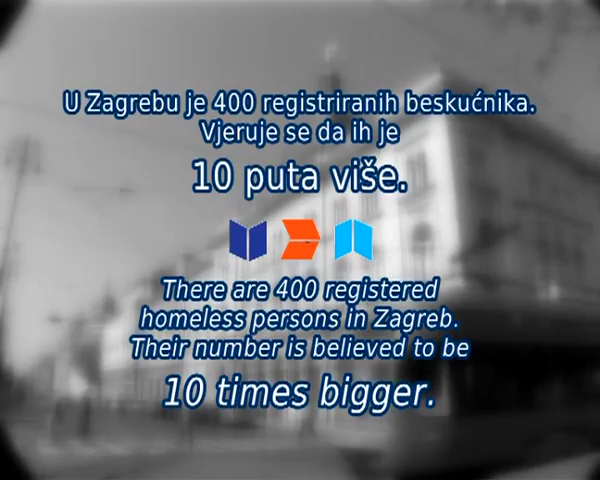 U Zagrebu je 400 registriranih beskućnika.
Vjeruje se da ih je
10 puta više.
There are 400 registered
homeless persons in Zagreb.
Their number is believed to be
10 times bigger.